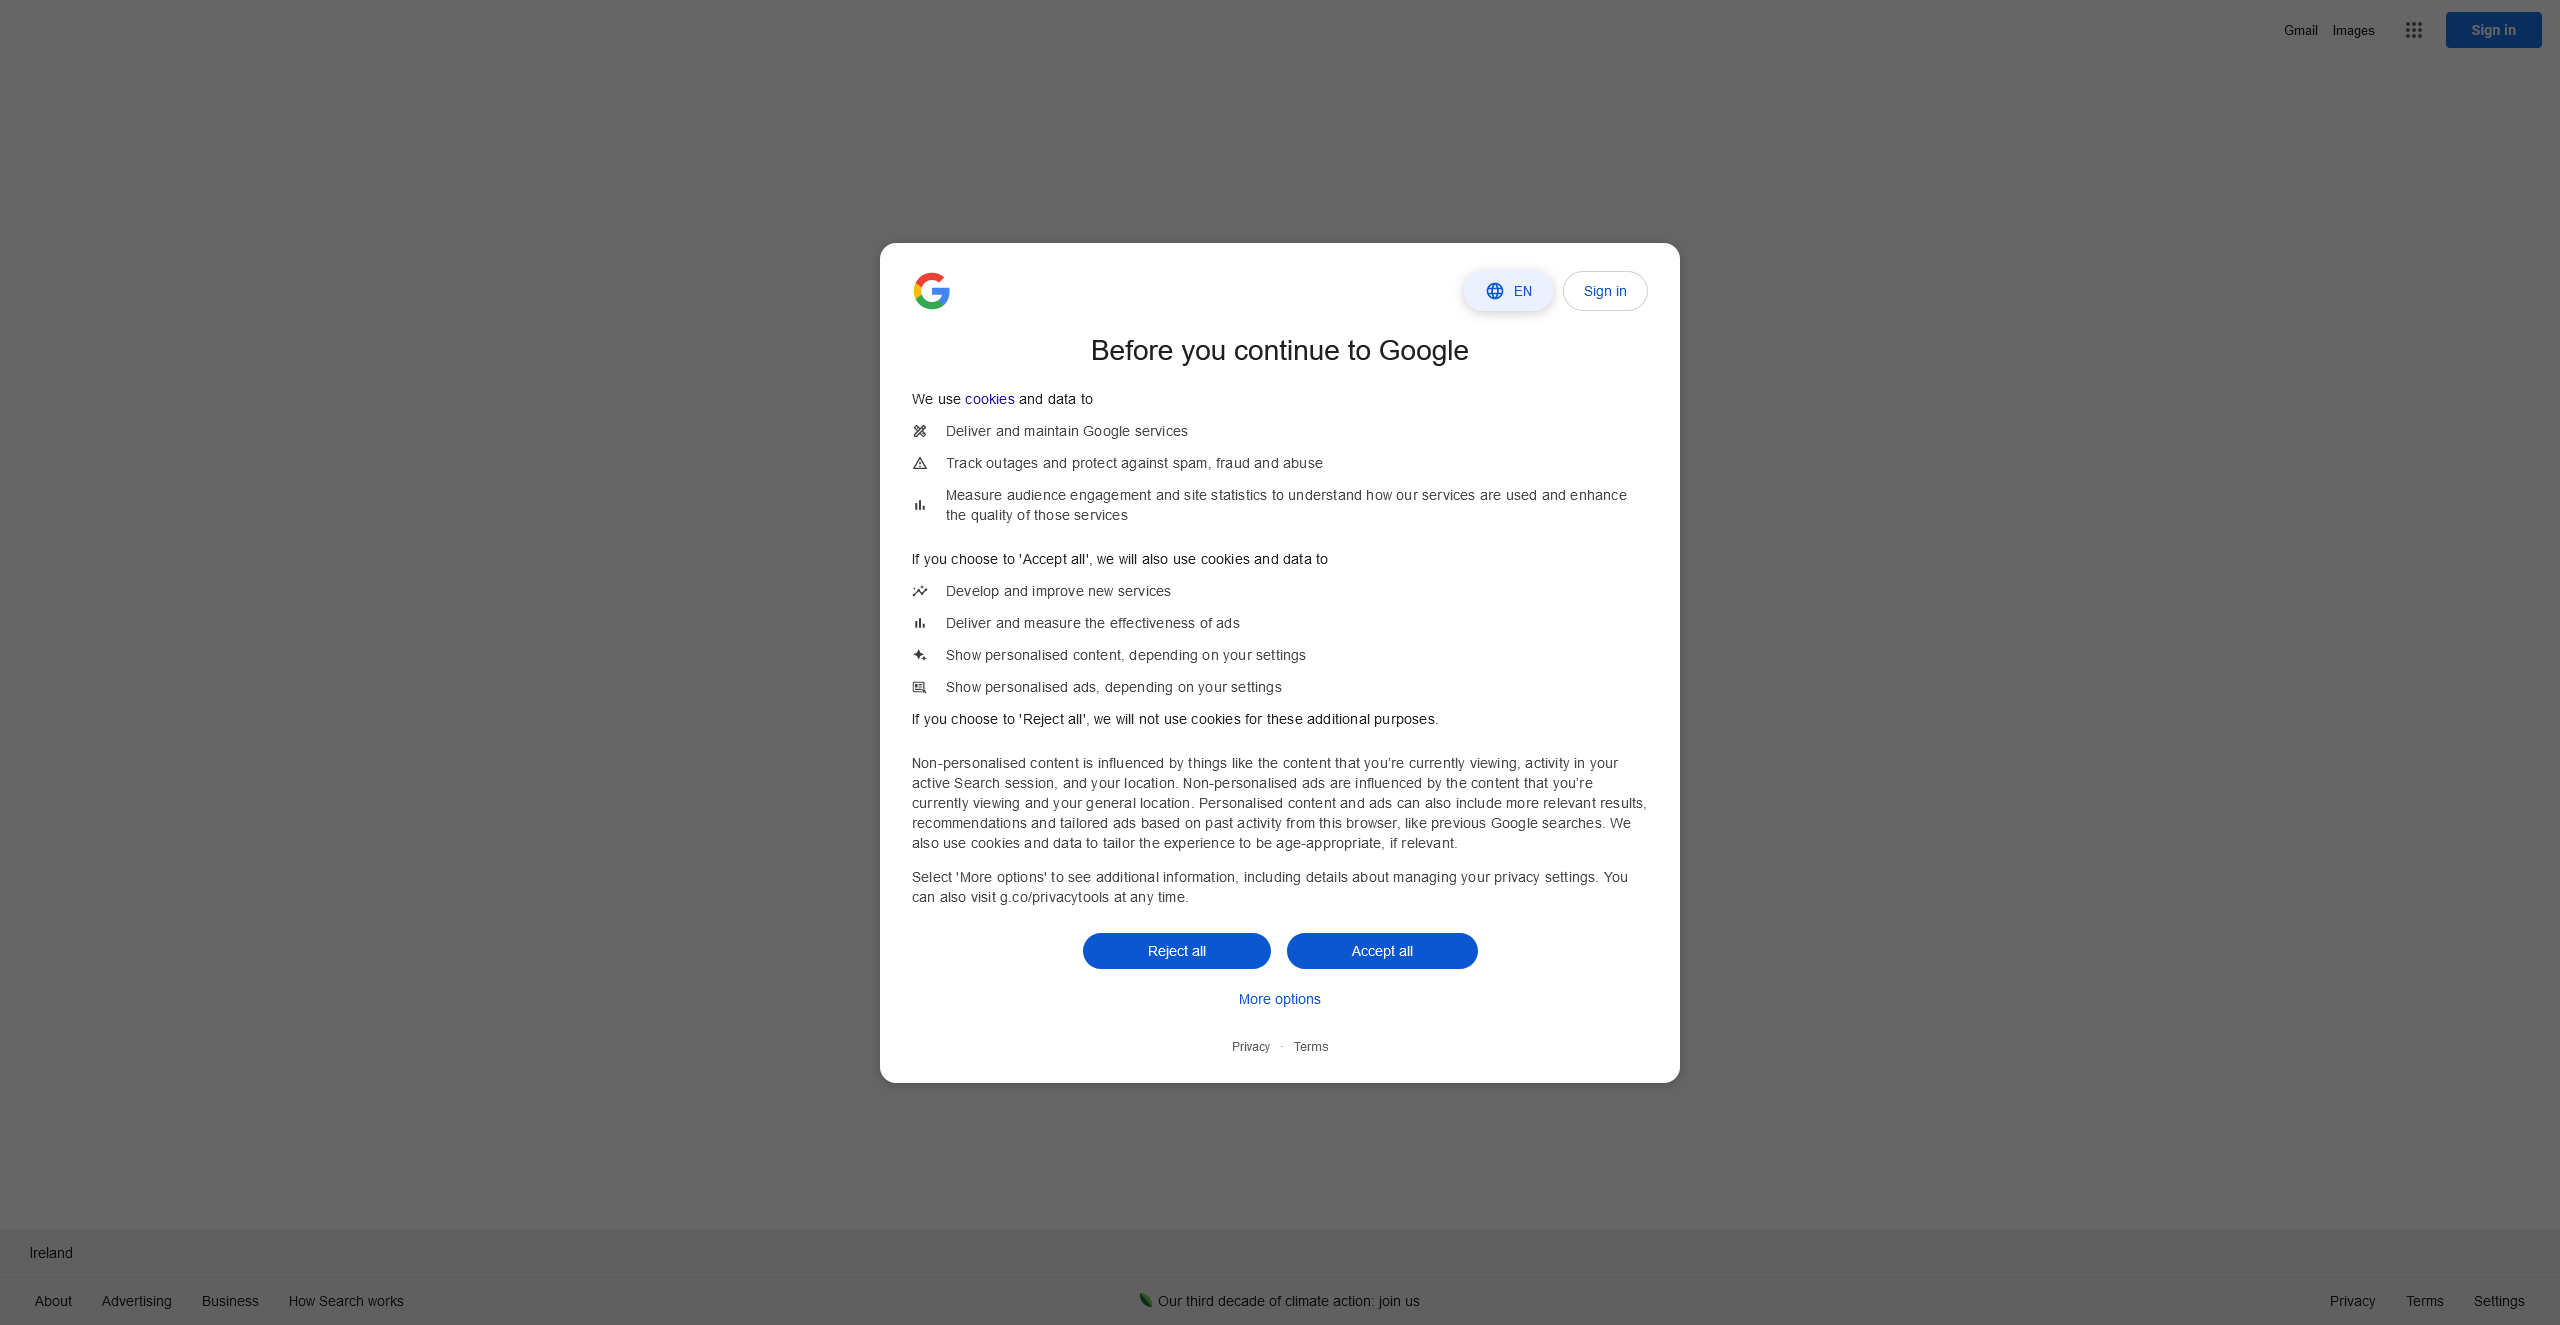 Gmail Images Sign in
EN Sign in
Before you continue to Google
We use cookies and data to
Deliver and maintain Google services
Track outages and protect against spam, fraud and abuse
Measure audience engagement and site statistics to understand how our services are used and enhance
the quality of those services
If you choose to 'Accept all', we will also use cookies and data to
Develop and improve new services
Deliver and measure the effectiveness of ads
Show personalised content, depending on your settings
Show personalised ads, depending on your settings
If you choose to 'Reject all', we will not use cookies for these additional purposes.
Non-personalised content is influenced by things like the content that you’re currently viewing, activity in your
active Search session, and your location. Non-personalised ads are influenced by the content that you’re
currently viewing and your general location. Personalised content and ads can also include more relevant results,
recommendations and tailored ads based on past activity from this browser, like previous Google searches. We
also use cookies and data to tailor the experience to be age-appropriate, if relevant.
Select 'More options' to see additional information, including details about managing your privacy settings. You
can also visit g.co/privacytools at any time.
Reject all Accept all
More options
Privacy · Terms
Ireland
About Advertising Business How Search works Our third decade of climate action: join us Privacy Terms Settings